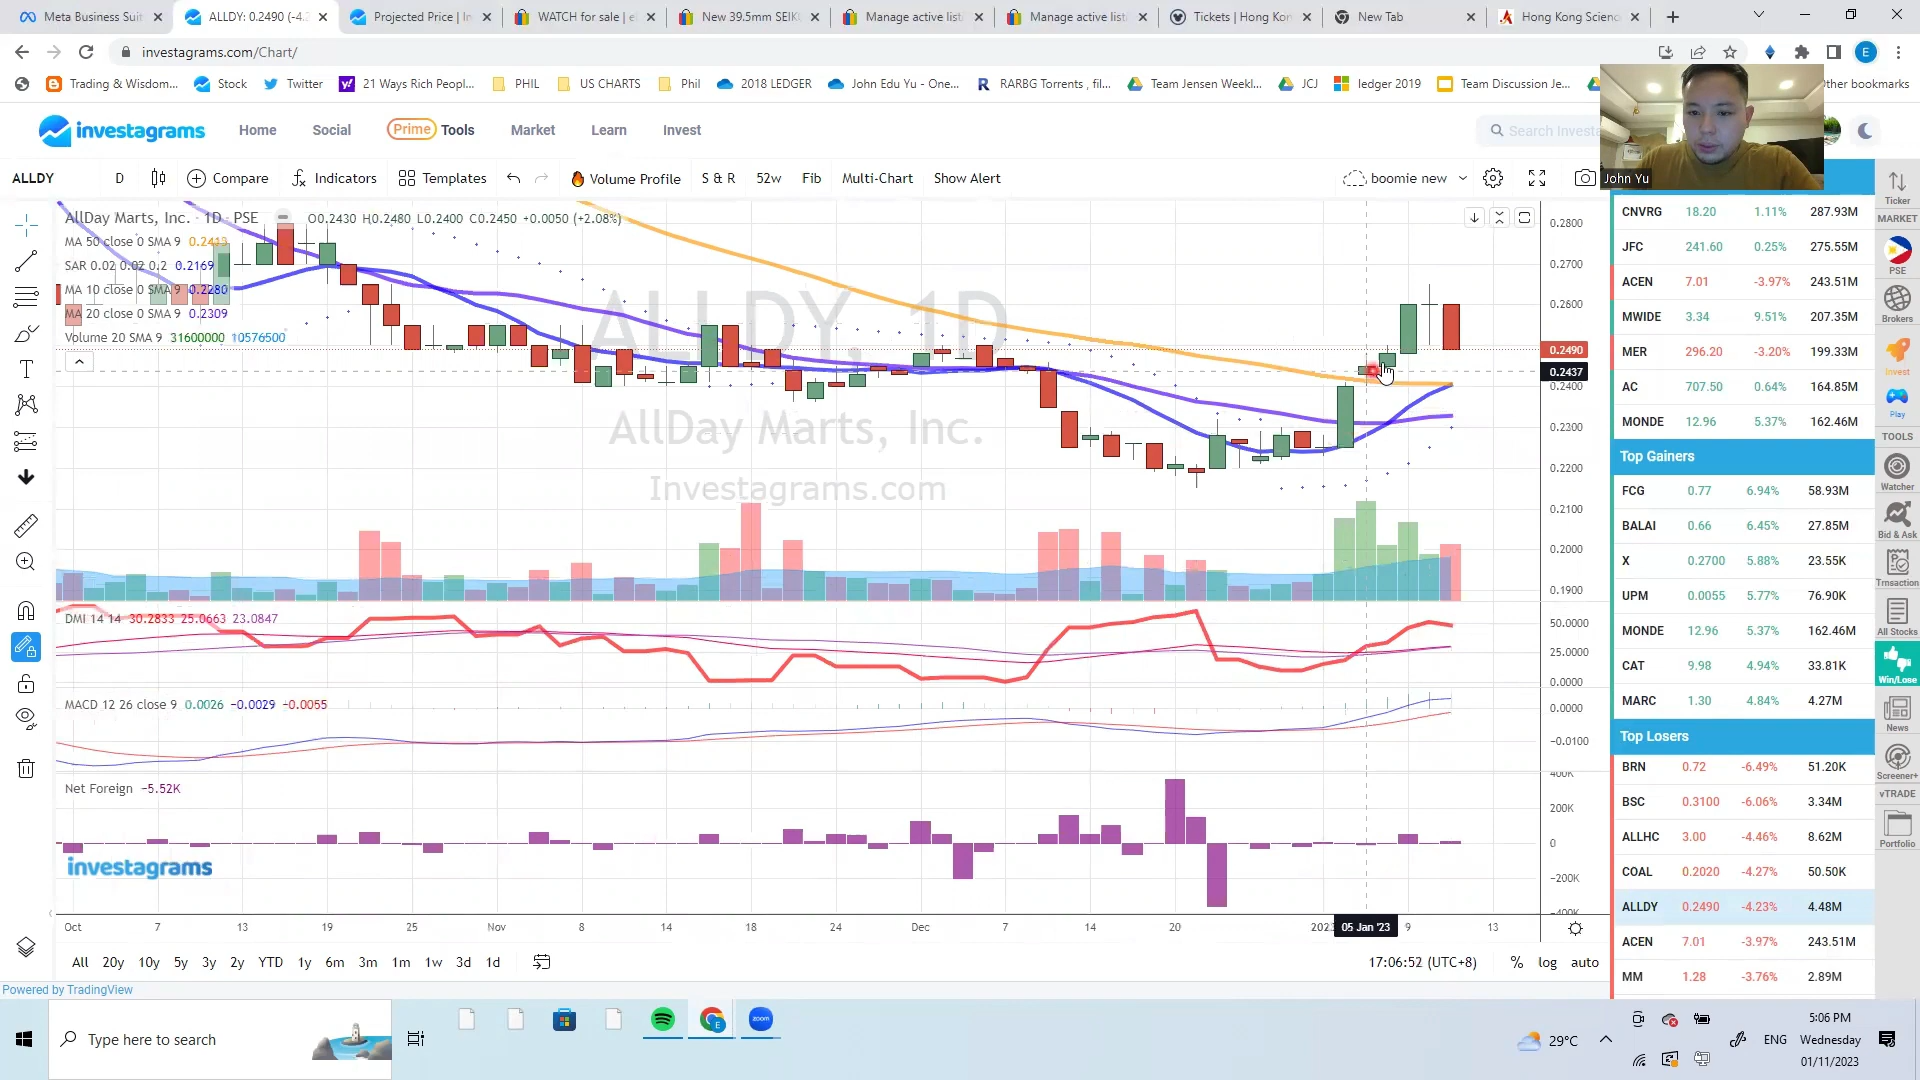 Meta Business Suit
ALLDY: 0.2490 (-4.2
Projected Price | In
WATCH for sale | e
New 39.5mm SEIK
Manage active list
Manage active list
Tickets | Hong Kon
New Tab
Hong Kong Scienc
investagrams.com/Chart/
E
Trading & Wisdom...
Stock
Twitter
21 Ways Rich Peopl...
PHIL
US CHARTS
Phil
2018 LEDGER
John Edu Yu - One...
RARBG Torrents , fil...
Team Jensen Weekl...
JCJ
ledger 2019
Team Discussion Je...
Other bookmarks
investagrams
Home
Social
Prime Tools
Market
Learn
Invest
Search Investa
John Yu
ALLDY
D
Compare
Indicators
Templates
Volume Profile
S & R
52w
Fib
Multi-Chart
Show Alert
boomie new
AllDay Marts, Inc. · 1D · PSE
O0.2430 H0.2480 L0.2400 C0.2450 +0.0050 (+2.08%)
MA 50 close 0 SMA 9 0.2413
SAR 0.02 0.02 0.2 0.2169
MA 10 close 0 SMA 9 0.2280
MA 20 close 0 SMA 9 0.2309
Volume 20 SMA 9 31600000 10576500
ALLDY, 1D
AllDay Marts, Inc.
Investagrams.com
0.2800
0.2700
0.2600
0.2490
0.2437
0.2400
0.2300
0.2200
0.2100
0.2000
0.1900
DMI 14 14 30.2833 25.0663 23.0847
50.0000
25.0000
0.0000
MACD 12 26 close 9 0.0026 −0.0029 −0.0055
0.0000
−0.0100
Net Foreign −5.52K
400K
200K
0
−200K
−400K
investagrams
Oct
7
13
19
25
Nov
8
14
18
24
Dec
7
14
20
2023
05 Jan '23
9
13
All
20y
10y
5y
3y
2y
YTD
1y
6m
3m
1m
1w
3d
1d
17:06:52 (UTC+8)
%
log
auto
Powered by TradingView
CNVRG 18.20 1.11% 287.93M
JFC 241.60 0.25% 275.55M
ACEN 7.01 -3.97% 243.51M
MWIDE 3.34 9.51% 207.35M
MER 296.20 -3.20% 199.33M
AC 707.50 0.64% 164.85M
MONDE 12.96 5.37% 162.46M
Top Gainers
FCG 0.77 6.94% 58.93M
BALAI 0.66 6.45% 27.85M
X 0.2700 5.88% 23.55K
UPM 0.0055 5.77% 76.90K
MONDE 12.96 5.37% 162.46M
CAT 9.98 4.94% 33.81K
MARC 1.30 4.84% 4.27M
Top Losers
BRN 0.72 -6.49% 51.20K
BSC 0.3100 -6.06% 3.34M
ALLHC 3.00 -4.46% 8.62M
COAL 0.2020 -4.27% 50.50K
ALLDY 0.2490 -4.23% 4.48M
ACEN 7.01 -3.97% 243.51M
MM 1.28 -3.76% 2.89M
Ticker
MARKET
PSE
Brokers
Invest
Play
TOOLS
Watcher
Bid & Ask
Trnsaction
All Stocks
Win/Lose
News
Screener+
vTRADE
Portfolio
Type here to search
zoom
29°C
ENG
5:06 PM
Wednesday
01/11/2023